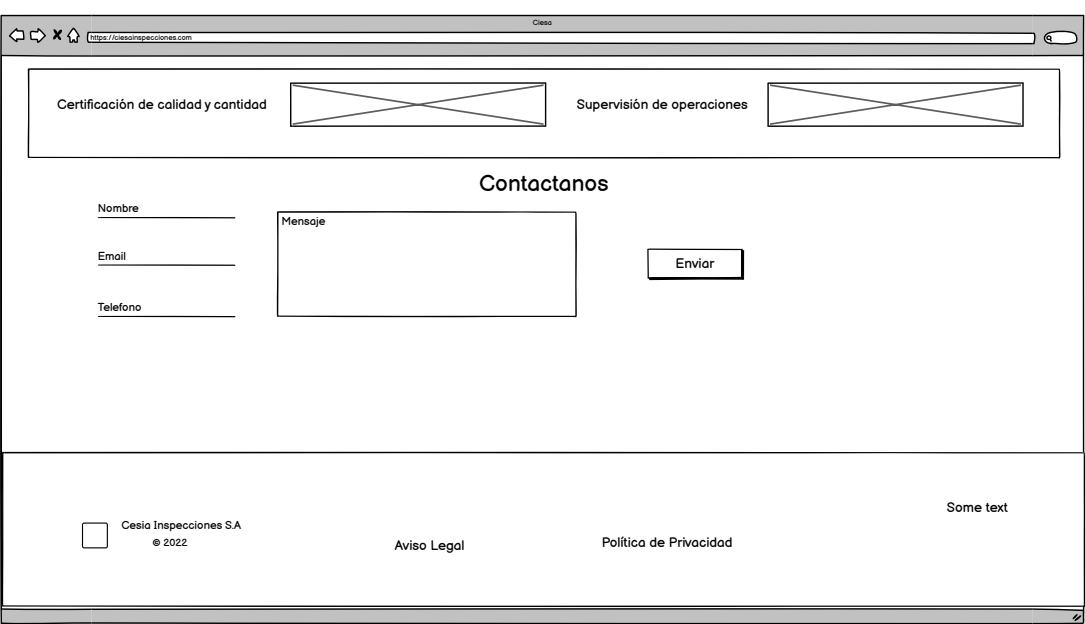 Ciesa
https://ciesainspecciones.com
Certificación de calidad y cantidad
Supervisión de operaciones
Contactanos
Nombre
Mensaje
Email
Enviar
Telefono
Some text
Cesia Inspecciones S.A
© 2022
Aviso Legal
Política de Privacidad